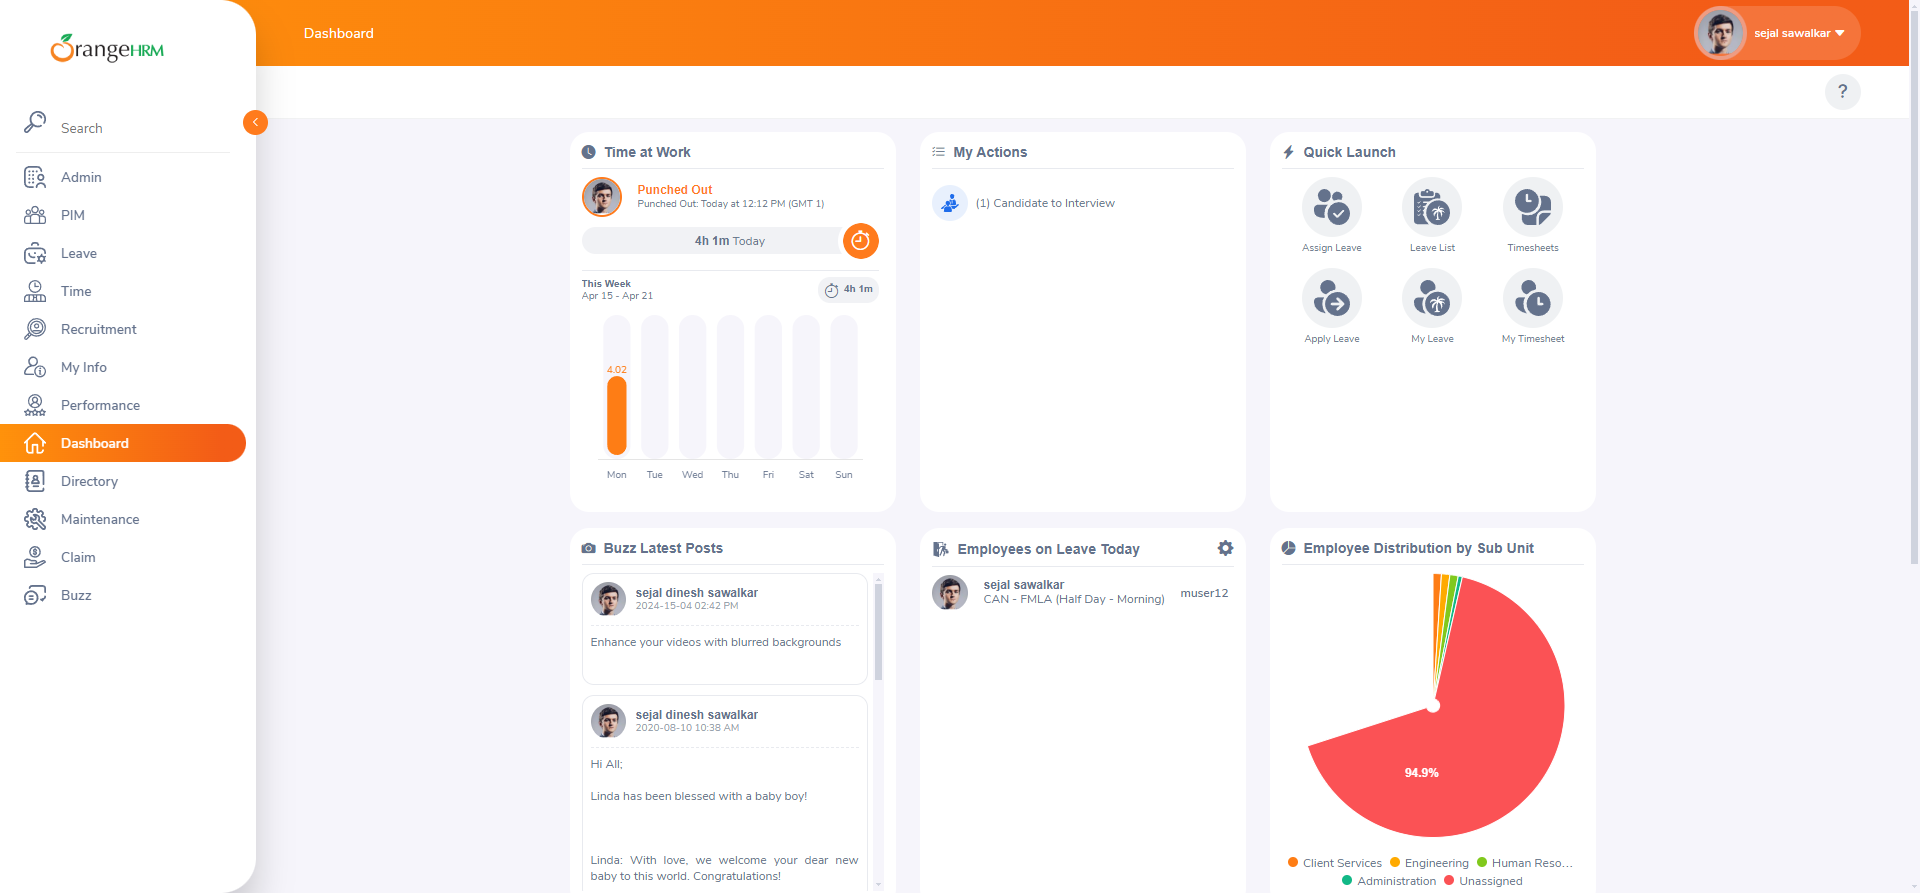 OrangeHRM
Dashboard
sejal sawalkar
?
Search
Admin
PIM
Leave
Time
Recruitment
My Info
Performance
Dashboard
Directory
Maintenance
Claim
Buzz
Time at Work
Punched Out
Punched Out: Today at 12:12 PM (GMT 1)
4h 1m Today
This Week
Apr 15 - Apr 21
4h 1m
4.02
Mon Tue Wed Thu Fri Sat Sun
My Actions
(1) Candidate to Interview
Quick Launch
Assign Leave Leave List Timesheets
Apply Leave My Leave My Timesheet
Buzz Latest Posts
sejal dinesh sawalkar
2024-15-04 02:42 PM
Enhance your videos with blurred backgrounds
sejal dinesh sawalkar
2020-08-10 10:38 AM
Hi All;
Linda has been blessed with a baby boy!
Linda: With love, we welcome your dear new
baby to this world. Congratulations!
Employees on Leave Today
sejal sawalkar
CAN - FMLA (Half Day - Morning)
muser12
Employee Distribution by Sub Unit
94.9%
Client Services Engineering Human Reso...
Administration Unassigned